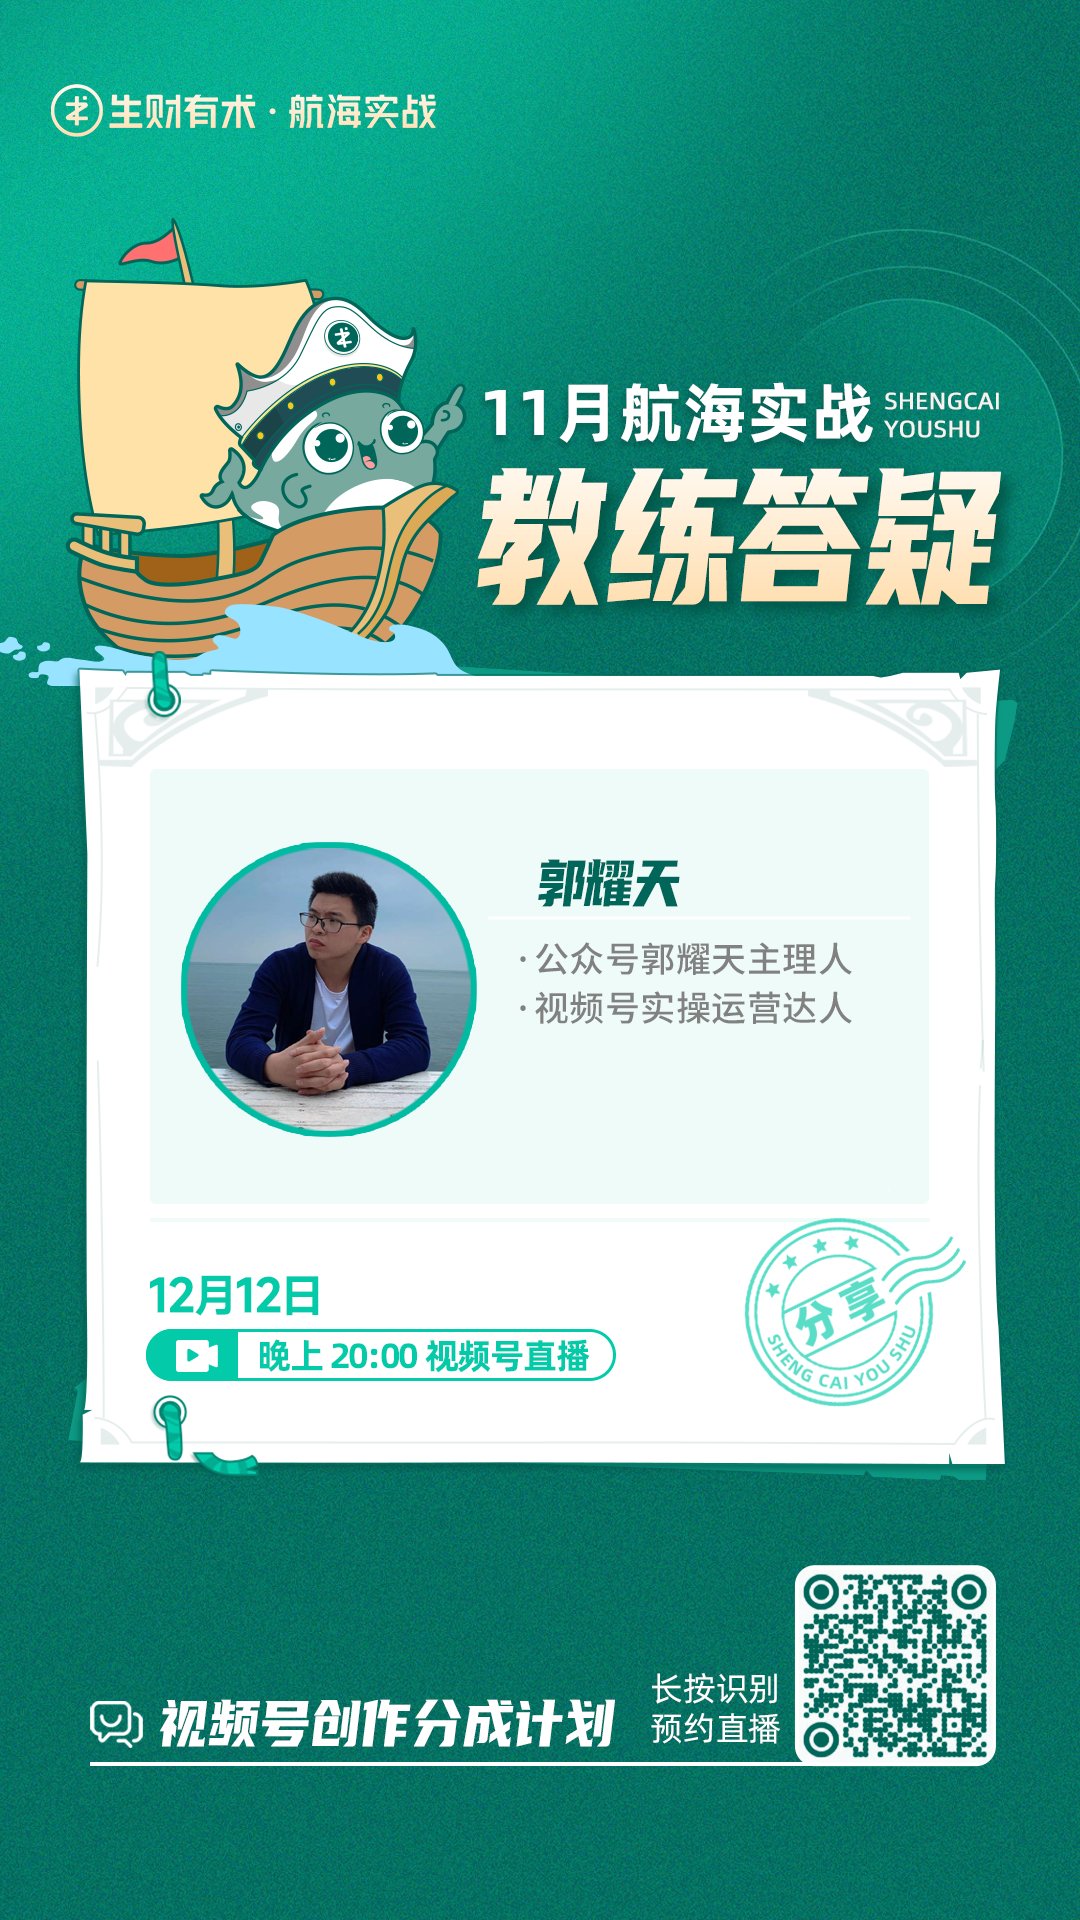 生财有术·航海实战
11月航海实战
SHENGCAI
YOUSHU
教练答疑
郭耀天
·公众号郭耀天主理人
·视频号实操运营达人
12月12日
晚上 20:00 视频号直播
分享
SHENG CAI YOU SHU
视频号创作分成计划
长按识别
预约直播